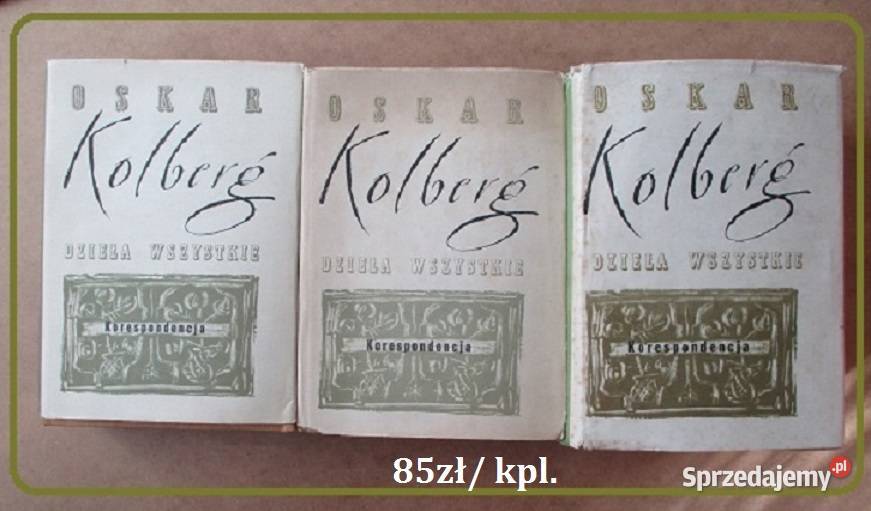 OSKAR
Kolberg
DZIEŁA WSZYSTKIE
Korespondencja
OSKAR
Kolberg
DZIEŁA WSZYSTKIE
Korespondencja
OSKAR
Kolberg
DZIEŁA WSZYSTKIE
Korespondencja
85zł/ kpl.
Sprzedajemy.pl